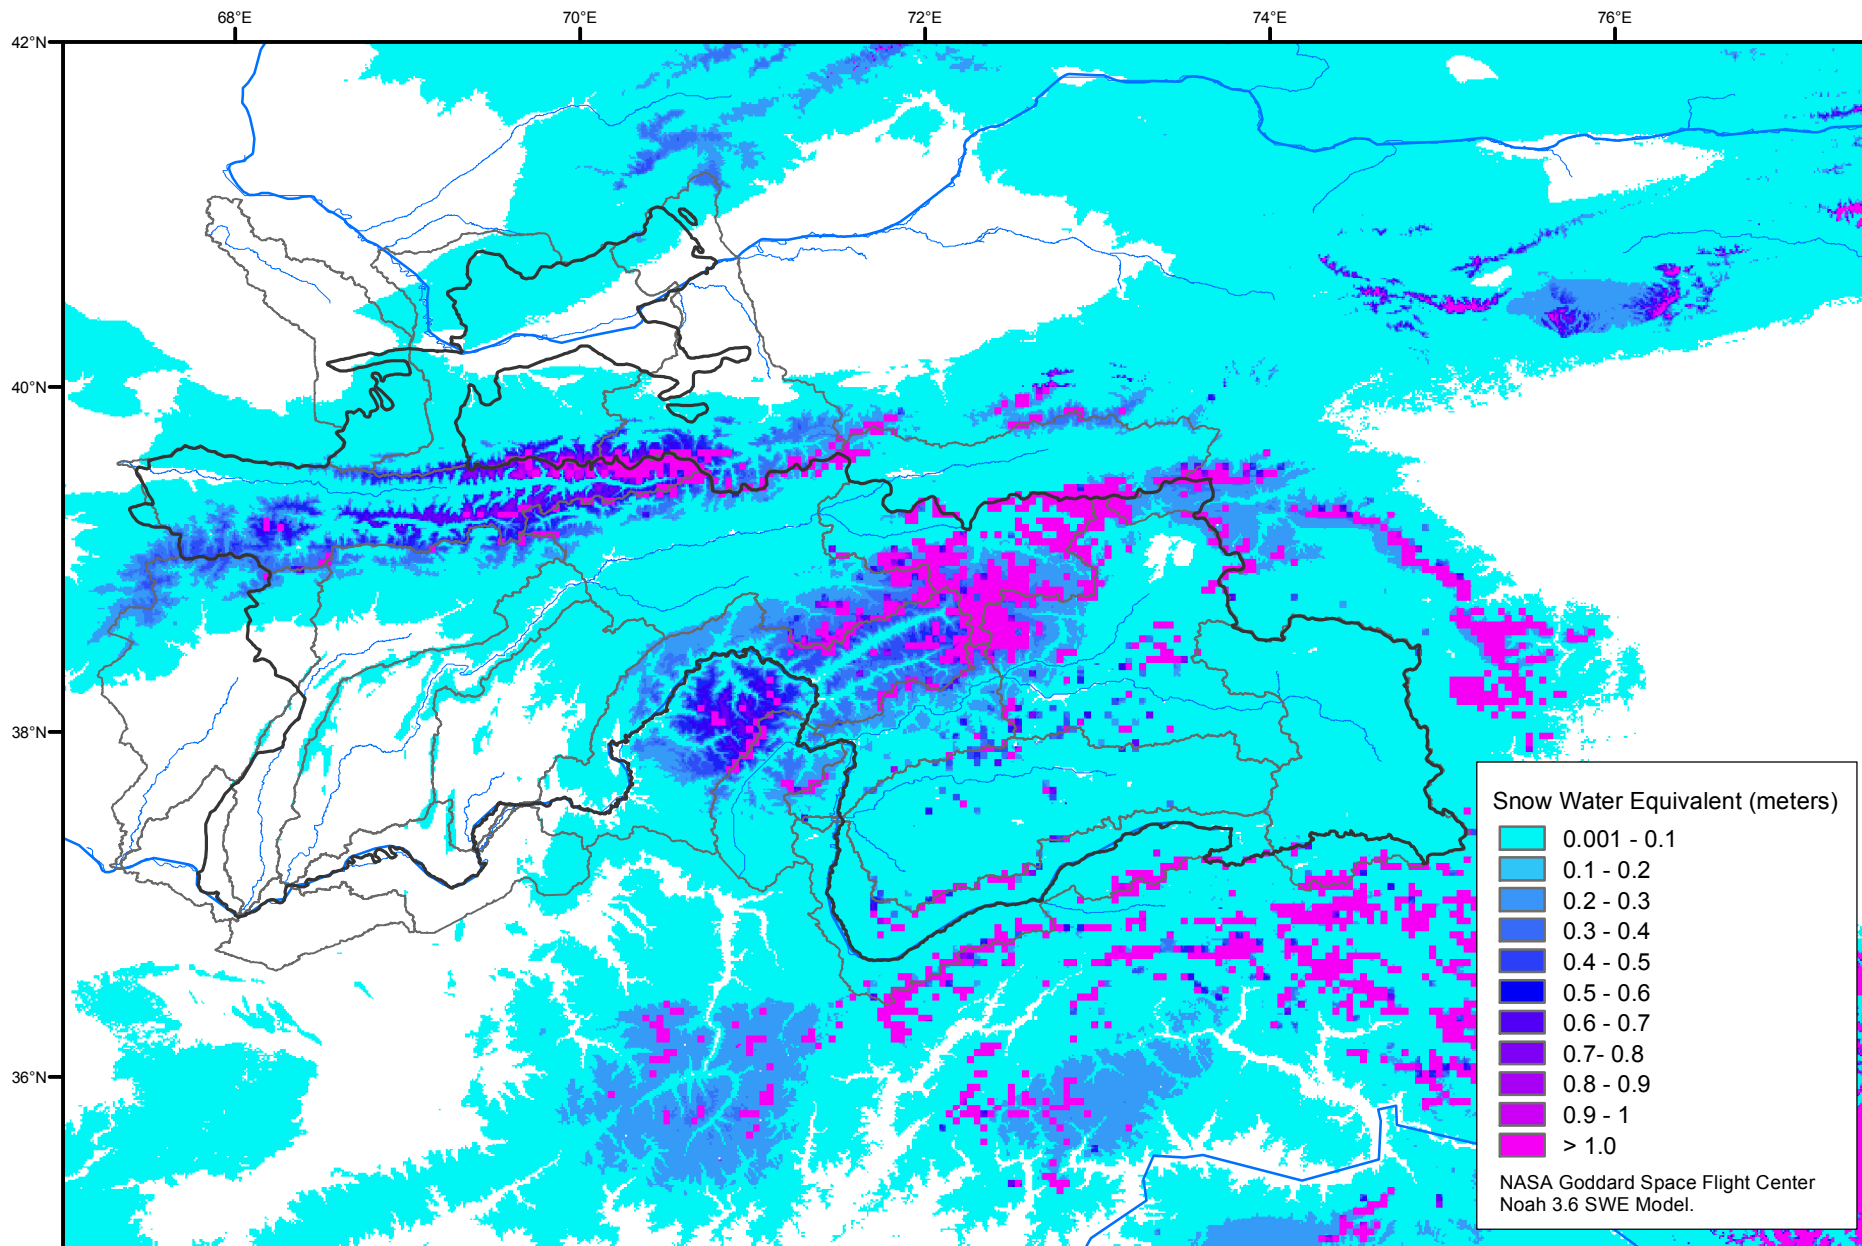 68°E 70°E 72°E 74°E 76°E
42°N
40°N
38°N
36°N
Snow Water Equivalent (meters)
0.001 - 0.1
0.1 - 0.2
0.2 - 0.3
0.3 - 0.4
0.4 - 0.5
0.5 - 0.6
0.6 - 0.7
0.7- 0.8
0.8 - 0.9
0.9 - 1
> 1.0
NASA Goddard Space Flight Center
Noah 3.6 SWE Model.